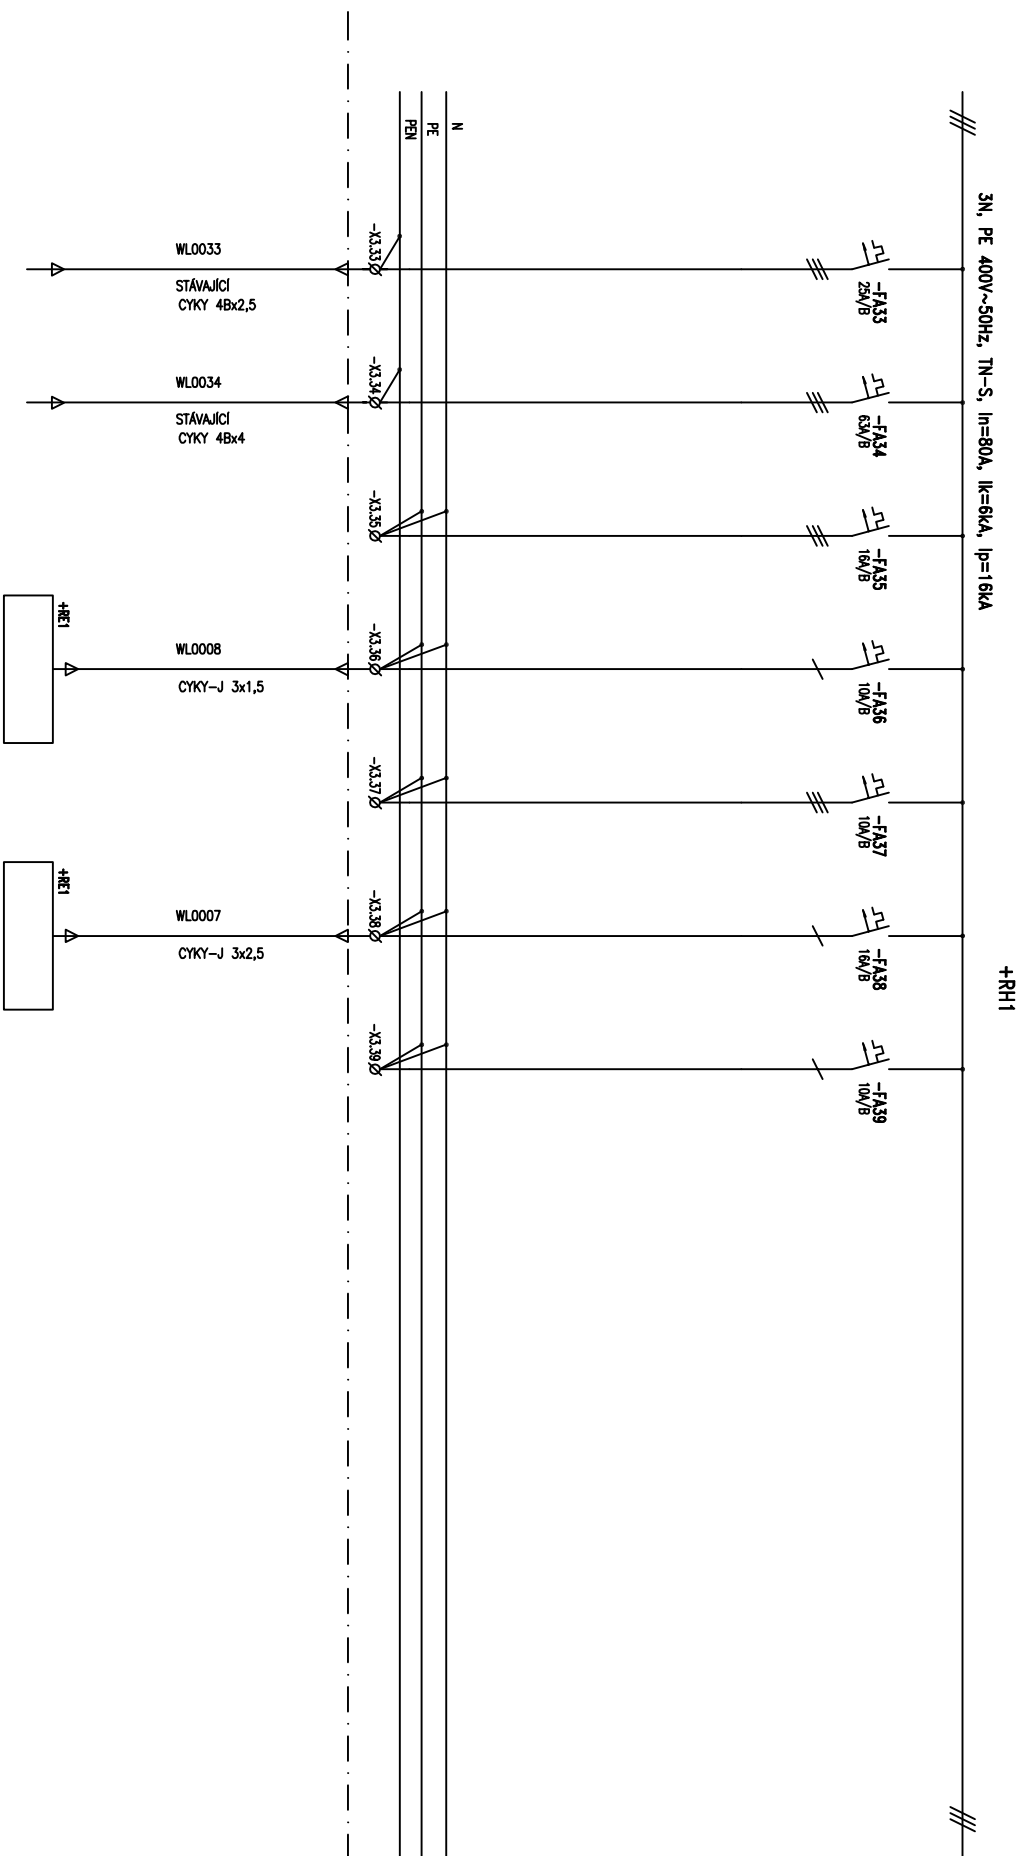 +RH1
3N, PE 400V~50Hz, TN-S, In=80A, Ik=6kA, Ip=16kA
-FA33
25A/B
-FA34
63A/B
-FA35
16A/B
-FA36
10A/B
-FA37
10A/B
-FA38
16A/B
-FA39
10A/B
N
PE
PEN
-X3.33
-X3.34
-X3.35
-X3.36
-X3.37
-X3.38
-X3.39
WL0033
STÁVAJÍCÍ
CYKY 4Bx2,5
WL0034
STÁVAJÍCÍ
CYKY 4Bx4
WL0008
CYKY-J 3x1,5
WL0007
CYKY-J 3x2,5
+RE1
+RE1